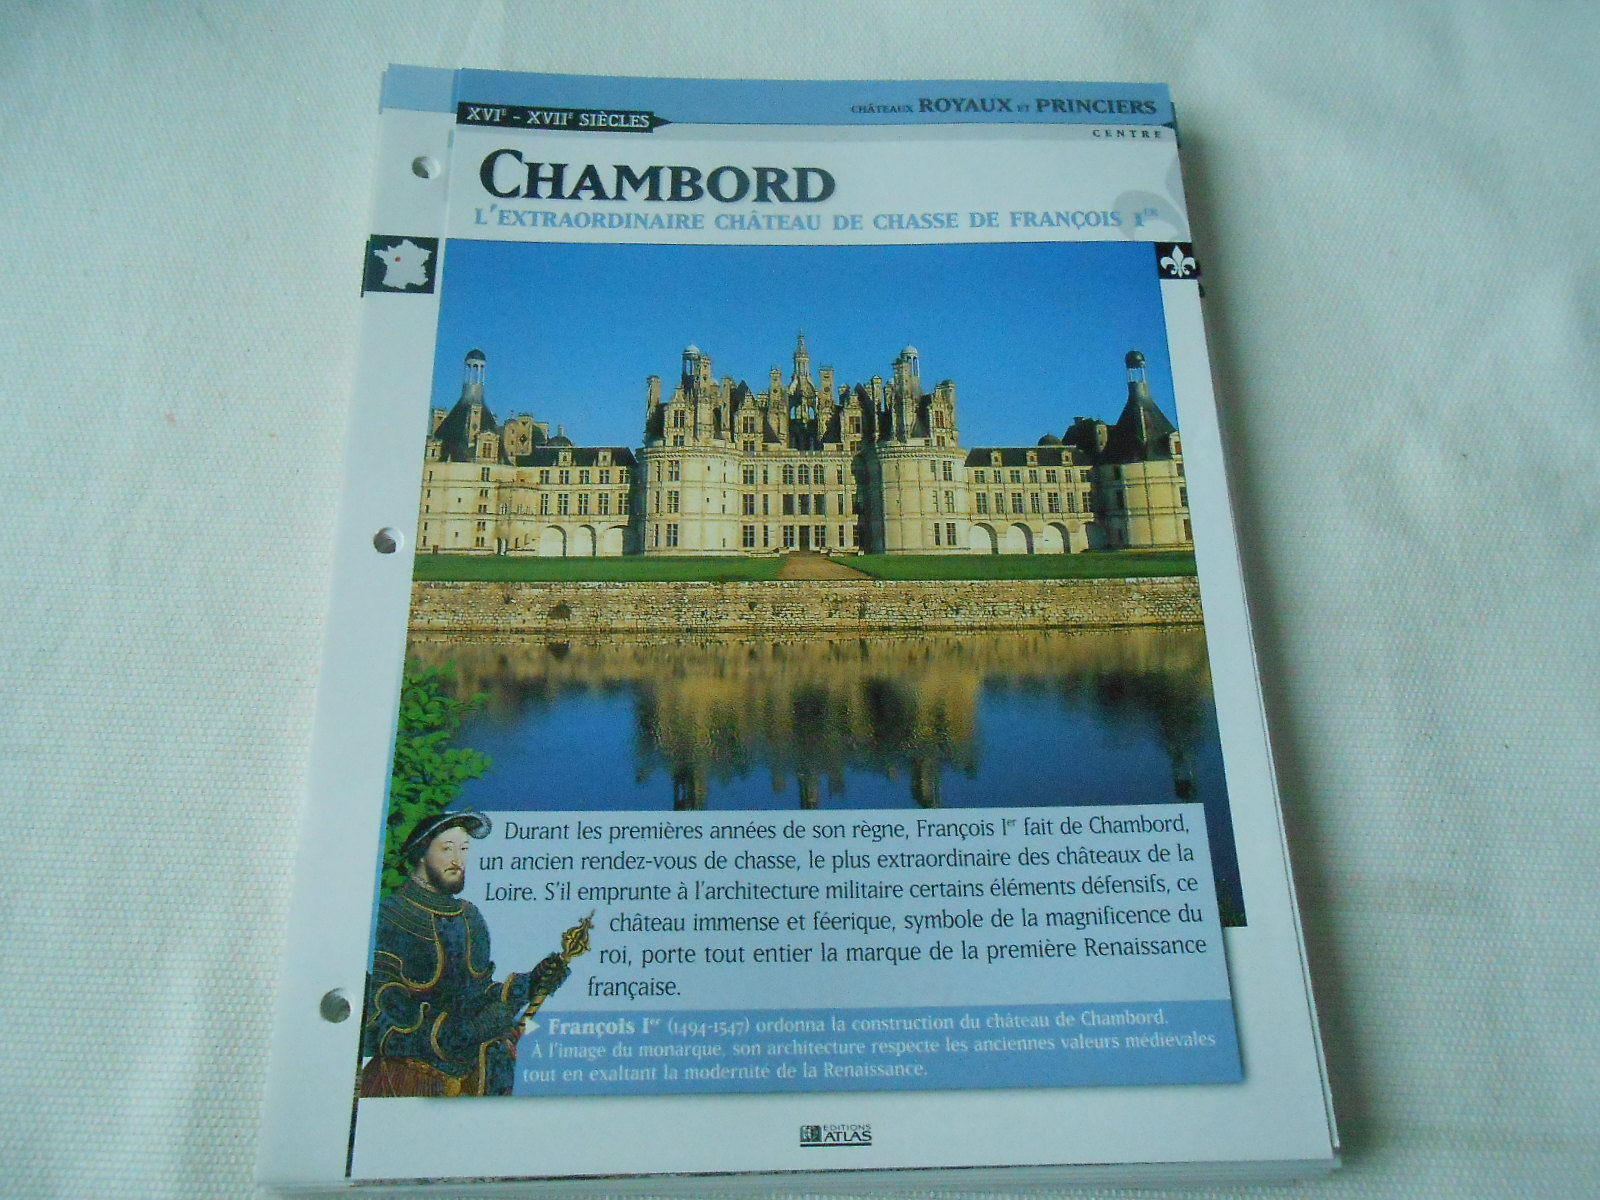 XVIᴱ - XVIIᴱ SIÈCLES
CHÂTEAUX ROYAUX ET PRINCIERS
CENTRE
CHAMBORD
L'EXTRAORDINAIRE CHÂTEAU DE CHASSE DE FRANÇOIS Iᴱᴿ
Durant les premières années de son règne, François Iᵉʳ fait de Chambord,
un ancien rendez-vous de chasse, le plus extraordinaire des châteaux de la
Loire. S'il emprunte à l'architecture militaire certains éléments défensifs, ce
château immense et féerique, symbole de la magnificence du
roi, porte tout entier la marque de la première Renaissance
française.
▶ François Iᵉʳ (1494-1547) ordonna la construction du château de Chambord.
À l'image du monarque, son architecture respecte les anciennes valeurs médiévales
tout en exaltant la modernité de la Renaissance.
EDITIONS
ATLAS